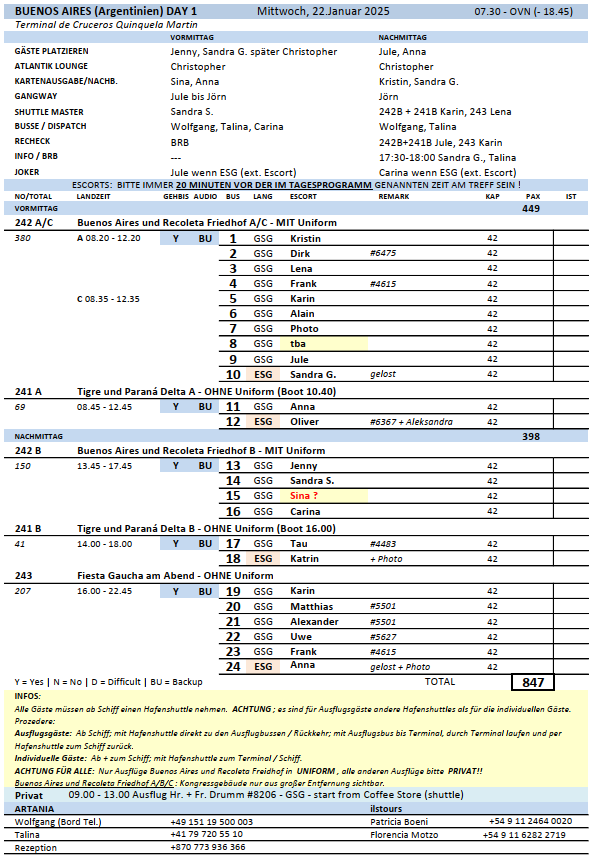 BUENOS AIRES (Argentinien) DAY 1 Mittwoch, 22.Januar 2025 07.30 - OVN (- 18.45)
Terminal de Cruceros Quinquela Martin
VORMITTAG NACHMITTAG
GÄSTE PLATZIEREN Jenny, Sandra G. später Christopher Jule, Anna
ATLANTIK LOUNGE Christopher Christopher
KARTENAUSGABE/NACHB. Sina, Anna Kristin, Sandra G.
GANGWAY Jule bis Jörn Jörn
SHUTTLE MASTER Sandra S. 242B + 241B Karin, 243 Lena
BUSSE / DISPATCH Wolfgang, Talina, Carina Wolfgang, Talina
RECHECK BRB 242B+241B Jule, 243 Karin
INFO / BRB --- 17:30-18:00 Sandra G., Talina
JOKER Jule wenn ESG (ext. Escort) Carina wenn ESG (ext. Escort)
ESCORTS: BITTE IMMER 20 MINUTEN VOR DER IM TAGESPROGRAMM GENANNTEN ZEIT AM TREFF SEIN !
NO/TOTAL LANDZEIT GEHBIS AUDIO BUS LANG ESCORT REMARK KAP PAX IST
VORMITTAG 449
242 A/C Buenos Aires und Recoleta Friedhof A/C - MIT Uniform
380 A 08.20 - 12.20 Y BU 1 GSG Kristin 42
2 GSG Dirk #6475 42
3 GSG Lena 42
4 GSG Frank #4615 42
C 08.35 - 12.35 5 GSG Karin 42
6 GSG Alain 42
7 GSG Photo 42
8 GSG tba 42
9 GSG Jule 42
10 ESG Sandra G. gelost 42
241 A Tigre und Paraná Delta A - OHNE Uniform (Boot 10.40)
69 08.45 - 12.45 Y BU 11 GSG Anna 42
12 ESG Oliver #6367 + Aleksandra 42
NACHMITTAG 398
242 B Buenos Aires und Recoleta Friedhof B - MIT Uniform
150 13.45 - 17.45 Y BU 13 GSG Jenny 42
14 GSG Sandra S. 42
15 GSG Sina ? 42
16 GSG Carina 42
241 B Tigre und Paraná Delta B - OHNE Uniform (Boot 16.00)
41 14.00 - 18.00 Y BU 17 GSG Tau #4483 42
18 ESG Katrin + Photo 42
243 Fiesta Gaucha am Abend - OHNE Uniform
207 16.00 - 22.45 Y BU 19 GSG Karin 42
20 GSG Matthias #5501 42
21 GSG Alexander #5501 42
22 GSG Uwe #5627 42
23 GSG Frank #4615 42
24 ESG Anna gelost + Photo 42
Y = Yes | N = No | D = Difficult | BU = Backup TOTAL 847
INFOS:
Alle Gäste müssen ab Schiff einen Hafenshuttle nehmen. ACHTUNG ; es sind für Ausflugsgäste andere Hafenshuttles als für die individuellen Gäste.
Prozedere:
Ausflugsgäste: Ab Schiff; mit Hafenshuttle direkt zu den Ausflugbussen / Rückkehr; mit Ausflugsbus bis Terminal, durch Terminal laufen und per
Hafenshuttle zum Schiff zurück.
Individuelle Gäste: Ab + zum Schiff; mit Hafenshuttle zum Terminal / Schiff.
ACHTUNG FÜR ALLE: Nur Ausflüge Buenos Aires und Recoleta Freidhof in UNIFORM , alle anderen Ausflüge bitte PRIVAT!!
Buenos Aires und Recoleta Friedhof A/B/C : Kongressgebäude nur aus großer Entfernung sichtbar.
Privat 09.00 - 13.00 Ausflug Hr. + Fr. Drumm #8206 - GSG - start from Coffee Store (shuttle)
ARTANIA ilstours
Wolfgang (Bord Tel.) +49 151 19 500 003 Patricia Boeni +54 9 11 2464 0020
Talina +41 79 720 55 10 Florencia Motzo +54 9 11 6282 2719
Rezeption +870 773 936 366